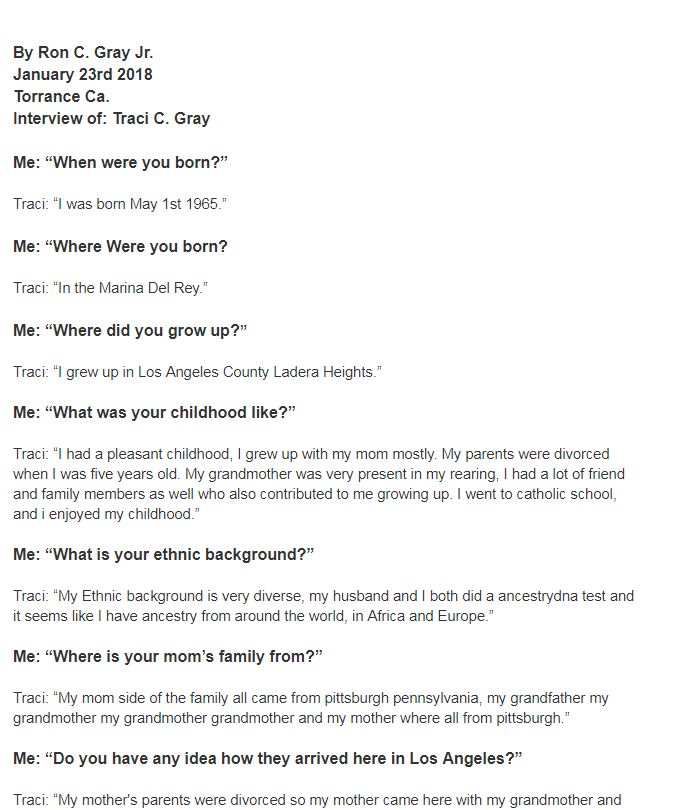 By Ron C. Gray Jr.
January 23rd 2018
Torrance Ca.
Interview of: Traci C. Gray
Me: “When were you born?”
Traci: “I was born May 1st 1965.”
Me: “Where Were you born?
Traci: “In the Marina Del Rey.”
Me: “Where did you grow up?”
Traci: “I grew up in Los Angeles County Ladera Heights.”
Me: “What was your childhood like?”
Traci: “I had a pleasant childhood, I grew up with my mom mostly. My parents were divorced
when I was five years old. My grandmother was very present in my rearing, I had a lot of friend
and family members as well who also contributed to me growing up. I went to catholic school,
and i enjoyed my childhood.”
Me: “What is your ethnic background?”
Traci: “My Ethnic background is very diverse, my husband and I both did a ancestrydna test and
it seems like I have ancestry from around the world, in Africa and Europe.”
Me: “Where is your mom’s family from?”
Traci: “My mom side of the family all came from pittsburgh pennsylvania, my grandfather my
grandmother my grandmother grandmother and my mother where all from pittsburgh.”
Me: “Do you have any idea how they arrived here in Los Angeles?”
Traci: “My mother's parents were divorced so my mother came here with my grandmother and